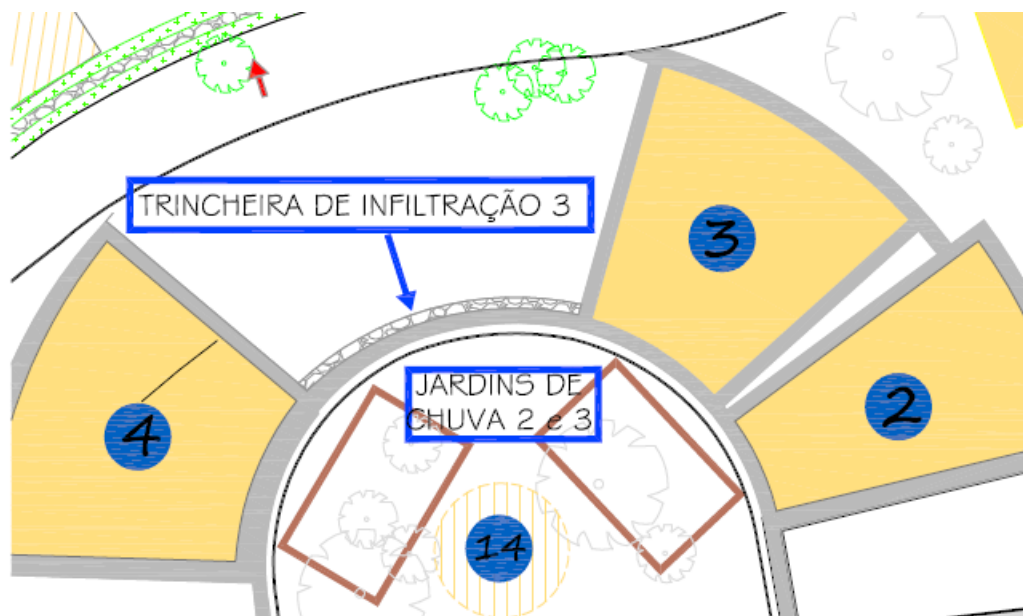 TRINCHEIRA DE INFILTRAÇÃO 3
3
JARDINS DE
CHUVA 2 e 3
2
4
14